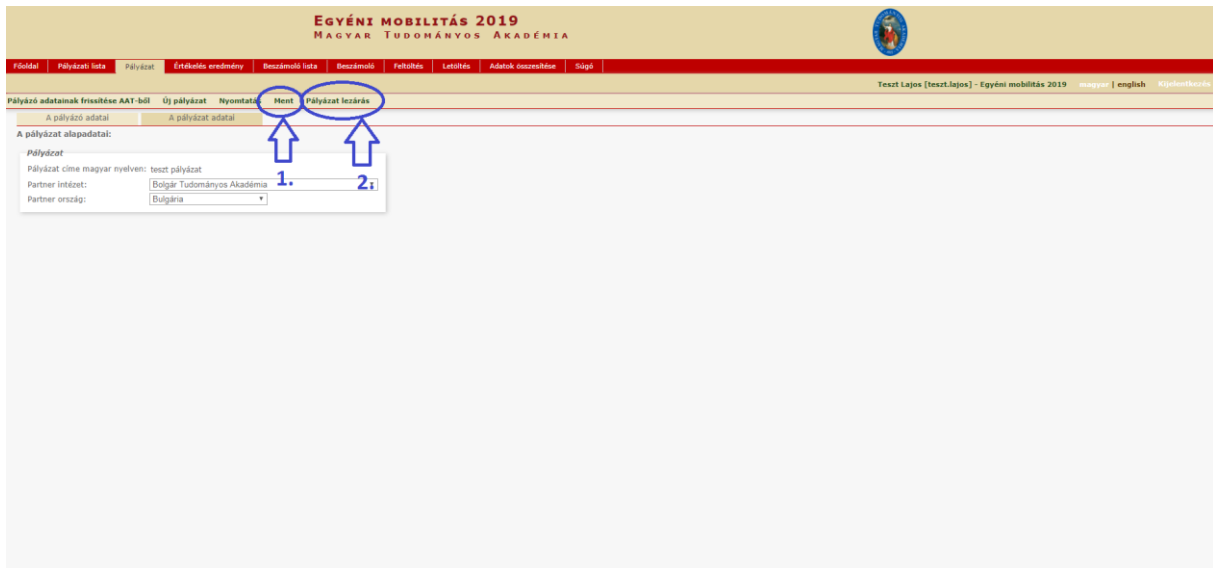 EGYÉNI MOBILITÁS 2019
MAGYAR TUDOMÁNYOS AKADÉMIA
Főoldal Pályázati lista Pályázat Értékelés eredmény Beszámoló lista Beszámoló Feltöltés Letöltés Adatok összesítése Súgó
Teszt Lajos [teszt.lajos] - Egyéni mobilitás 2019 magyar | english Kijelentkezés
Pályázó adatainak frissítése AAT-ből Új pályázat Nyomtatás Ment Pályázat lezárás
A pályázó adatai A pályázat adatai
A pályázat alapadatai:
Pályázat
Pályázat címe magyar nyelven: teszt pályázat
Partner intézet: Bolgár Tudományos Akadémia
1. 2.
Partner ország: Bulgária